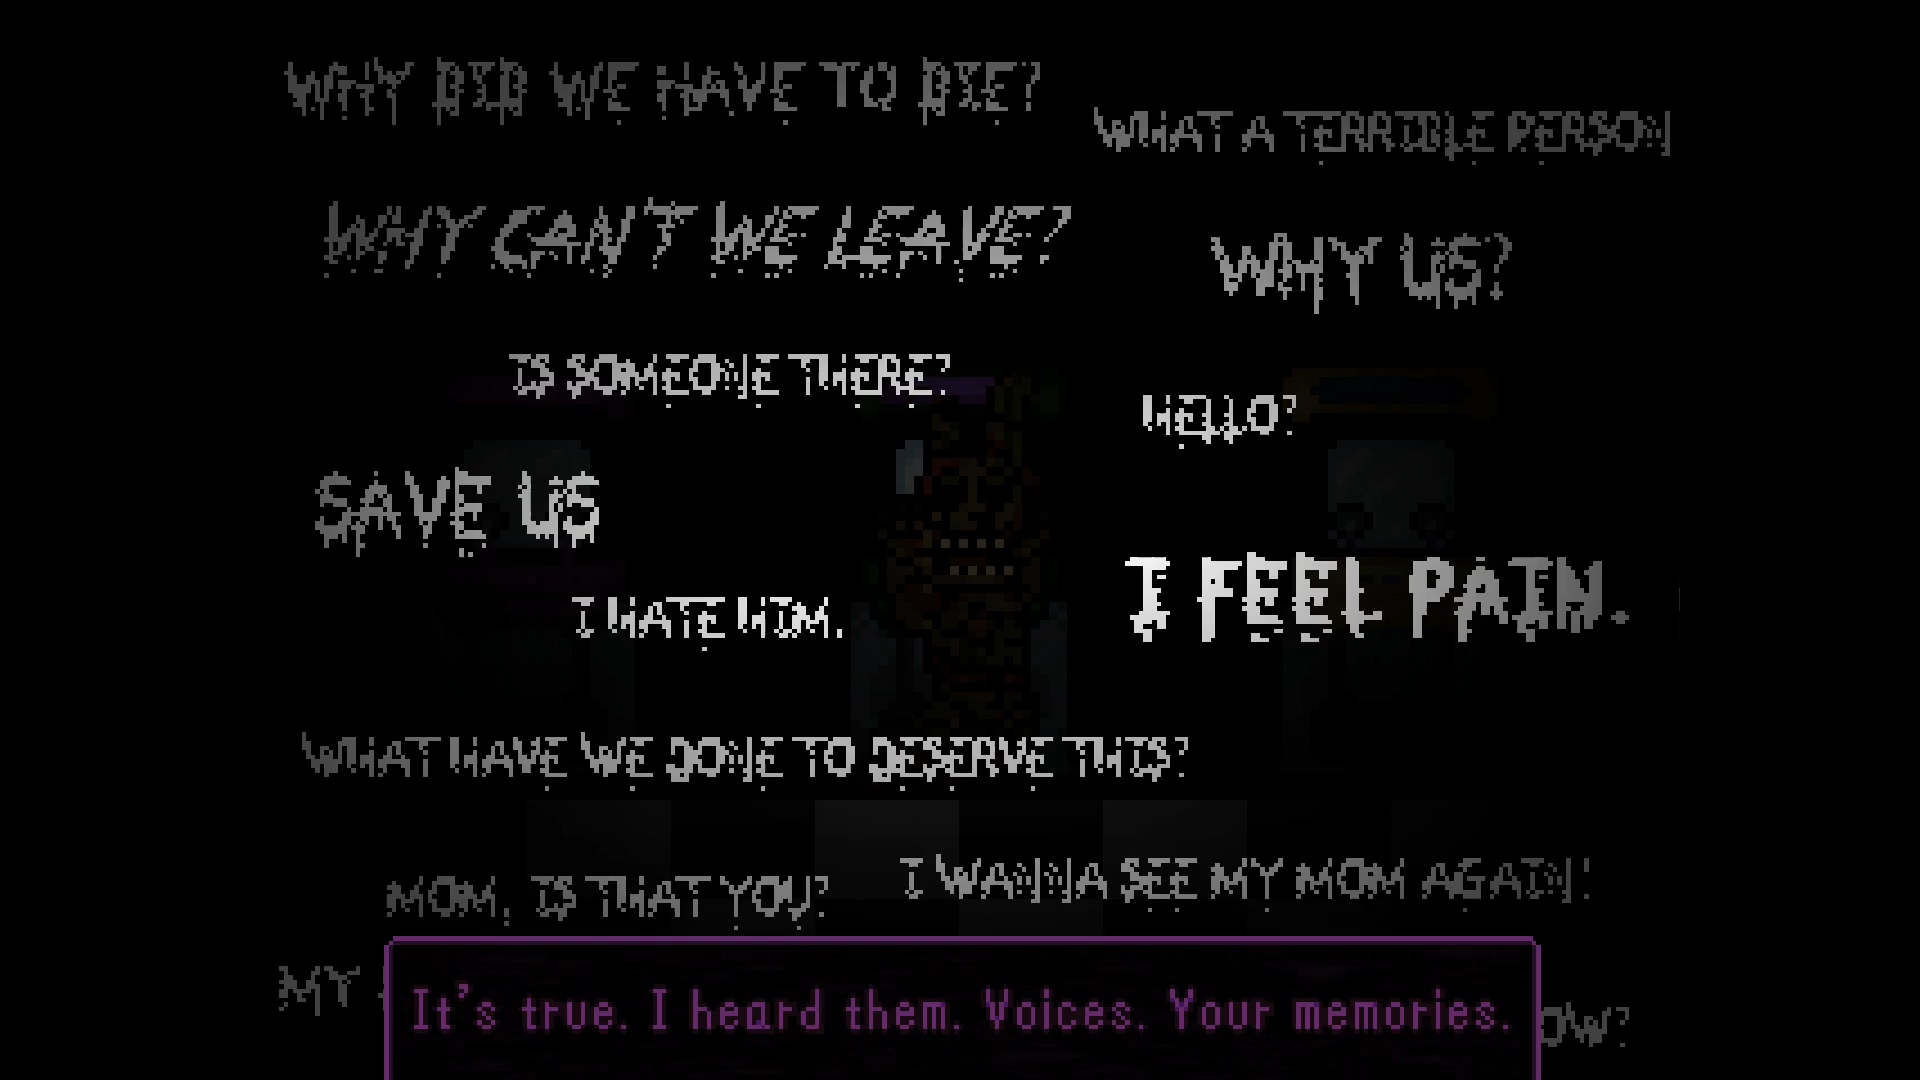 WHY DID WE HAVE TO DIE?
WHAT A TERRIBLE PERSON
WHY CAN'T WE LEAVE?
WHY US?
IS SOMEONE THERE?
HELLO?
SAVE US
I FEEL PAIN.
I HATE HIM.
WHAT HAVE WE DONE TO DESERVE THIS?
I WANNA SEE MY MOM AGAIN!
MOM, IS THAT YOU?
MY
It's true. I heard them. Voices. Your memories.